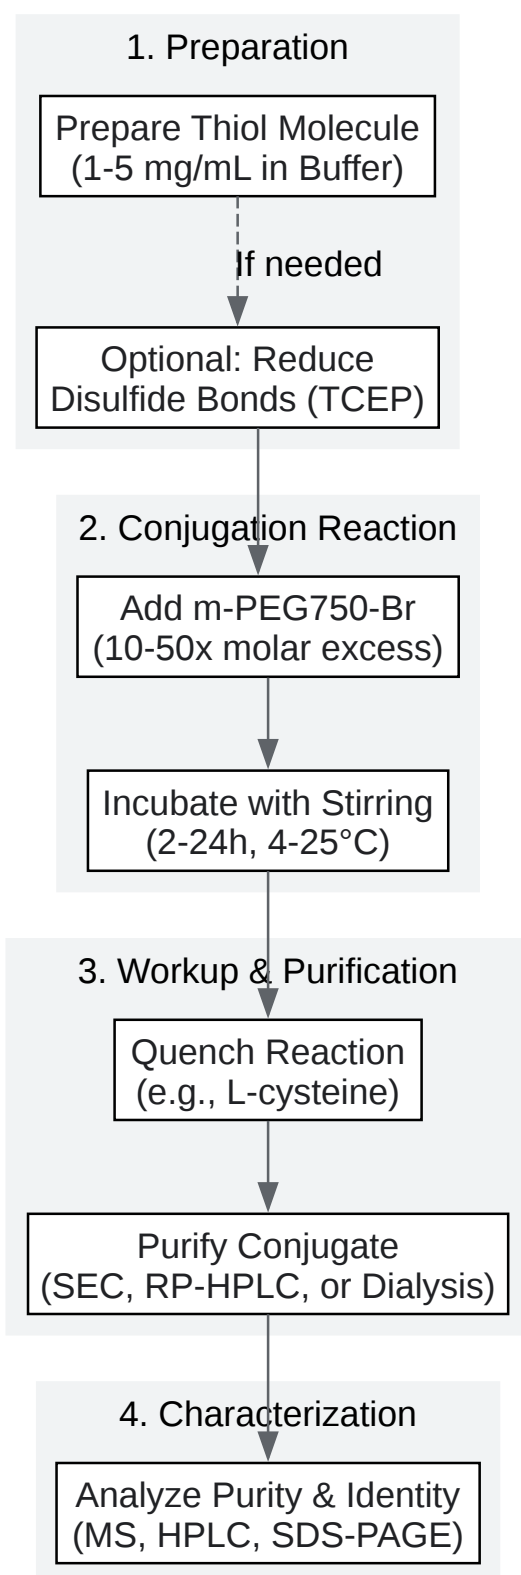 1. Preparation
Prepare Thiol Molecule
(1-5 mg/mL in Buffer)
If needed
Optional: Reduce
Disulfide Bonds (TCEP)
2. Conjugation Reaction
Add m-PEG750-Br
(10-50x molar excess)
Incubate with Stirring
(2-24h, 4-25°C)
3. Workup & Purification
Quench Reaction
(e.g., L-cysteine)
Purify Conjugate
(SEC, RP-HPLC, or Dialysis)
4. Characterization
Analyze Purity & Identity
(MS, HPLC, SDS-PAGE)